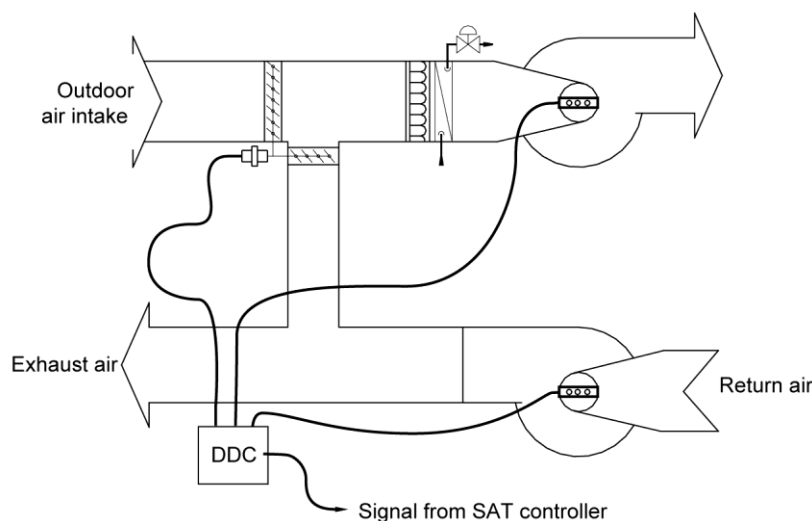 Outdoor
air intake
Exhaust air
Return air
DDC
Signal from SAT controller